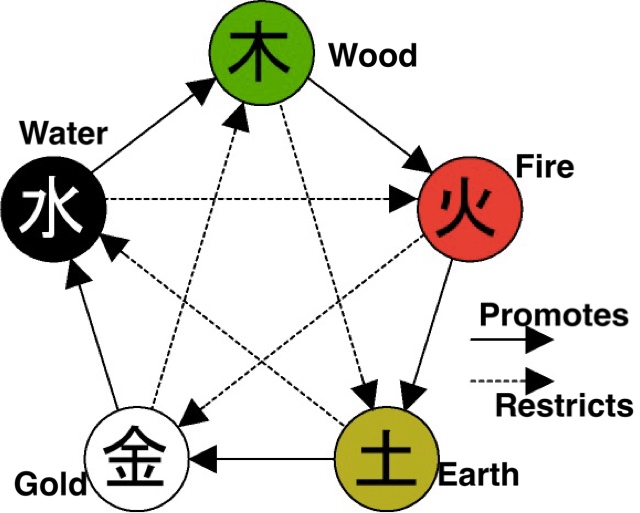 木
Wood
Water
水
Fire
火
Promotes
Restricts
金
Gold
土
Earth